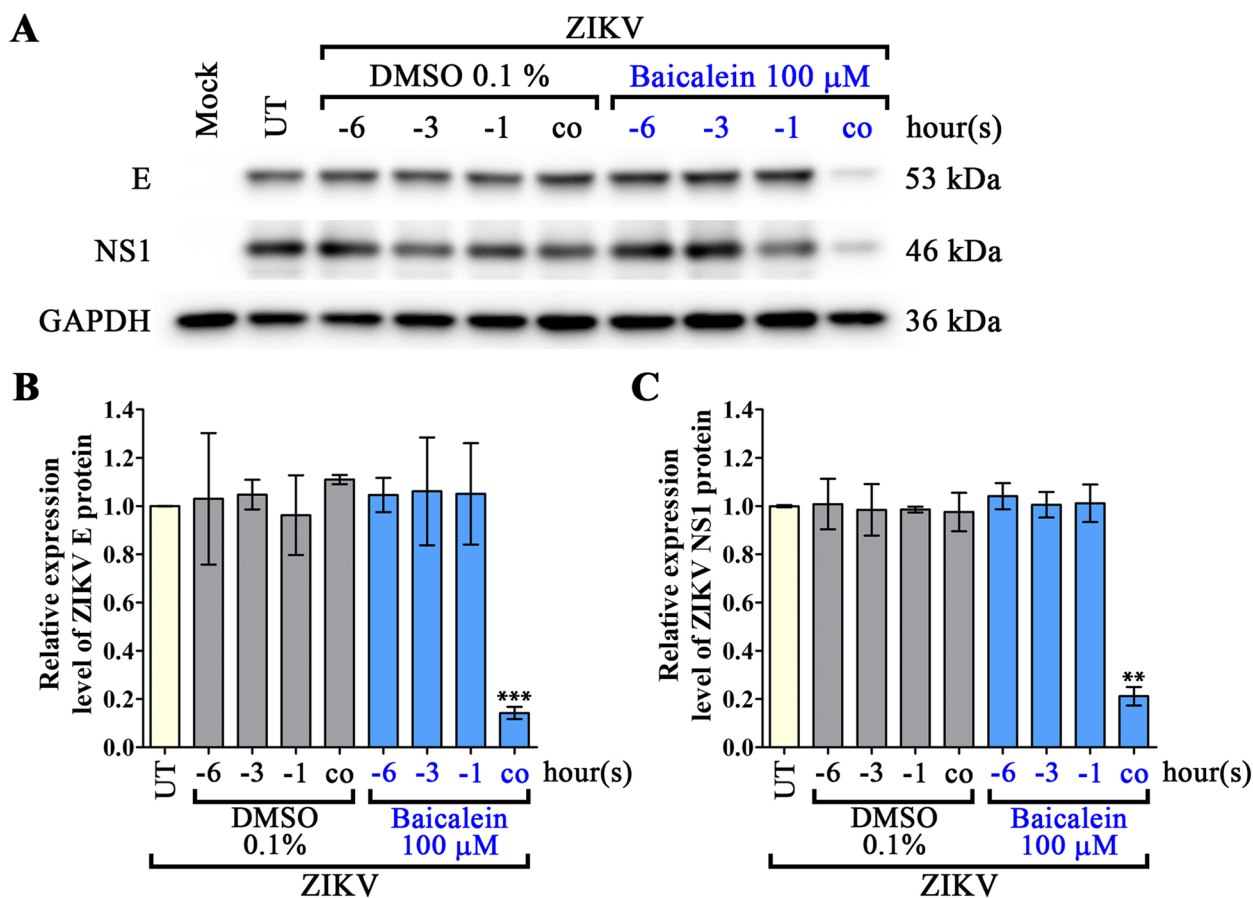 A
ZIKV
DMSO 0.1 %
Baicalein 100 μM
Mock
UT
-6 -3 -1 co -6 -3 -1 co hour(s)
E 53 kDa
NS1 46 kDa
GAPDH 36 kDa
B
Relative expression
level of ZIKV E protein
1.4
1.2
1.0
0.8
0.6
0.4
0.2
0.0
***
UT -6 -3 -1 co -6 -3 -1 co hour(s)
DMSO
0.1%
Baicalein
100 μM
ZIKV
C
Relative expression
level of ZIKV NS1 protein
1.4
1.2
1.0
0.8
0.6
0.4
0.2
0.0
**
UT -6 -3 -1 co -6 -3 -1 co hour(s)
DMSO
0.1%
Baicalein
100 μM
ZIKV